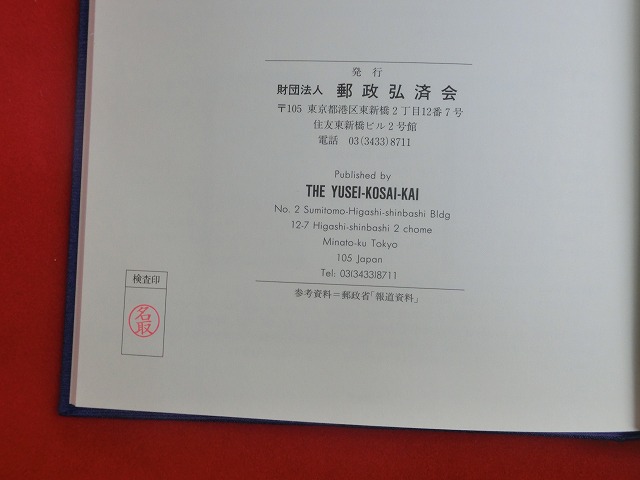 発行
財団法人 郵政弘済会
〒105 東京都港区東新橋2丁目12番7号
住友東新橋ビル2号館
電話 03(3433)8711
Published by
THE YUSEI-KOSAI-KAI
No. 2 Sumitomo-Higashi-shinbashi Bldg
12-7 Higashi-shinbashi 2 chome
Minato-ku Tokyo
105 Japan
Tel: 03(3433)8711
参考資料＝郵政省「報道資料」
検査印
名取